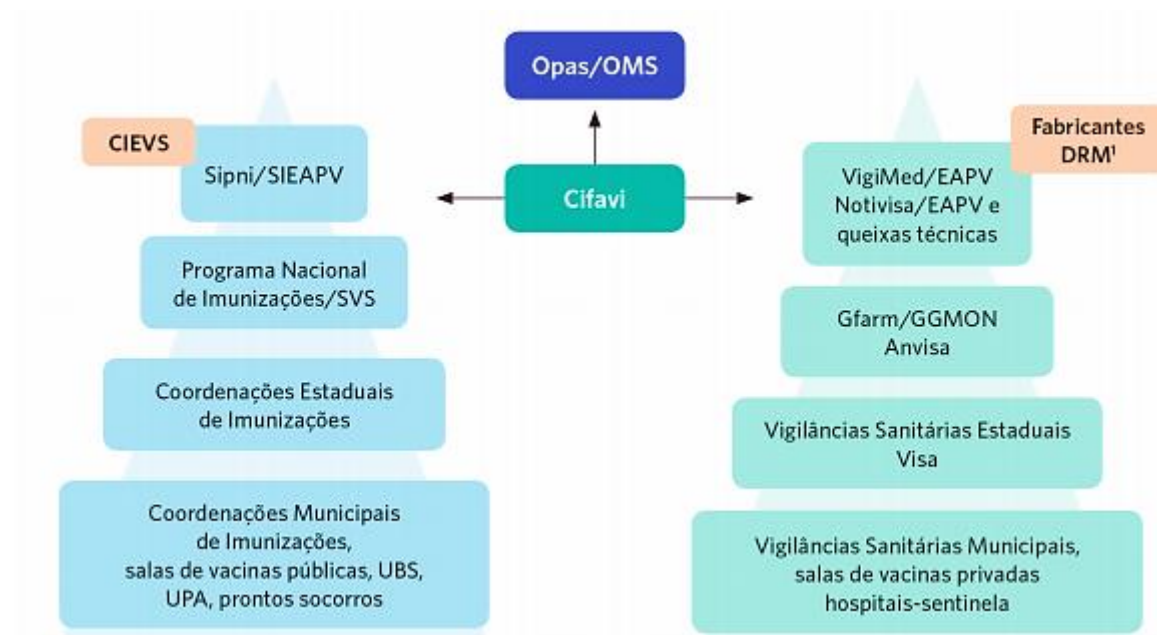 Opas/OMS
CIEVS
Sipni/SIEAPV
Cifavi
Fabricantes
DRM¹
VigiMed/EAPV
Notivisa/EAPV e
queixas técnicas
Programa Nacional
de Imunizações/SVS
Gfarm/GGMON
Anvisa
Coordenações Estaduais
de Imunizações
Vigilâncias Sanitárias Estaduais
Visa
Coordenações Municipais
de Imunizações,
salas de vacinas públicas, UBS,
UPA, prontos socorros
Vigilâncias Sanitárias Municipais,
salas de vacinas privadas
hospitais-sentinela